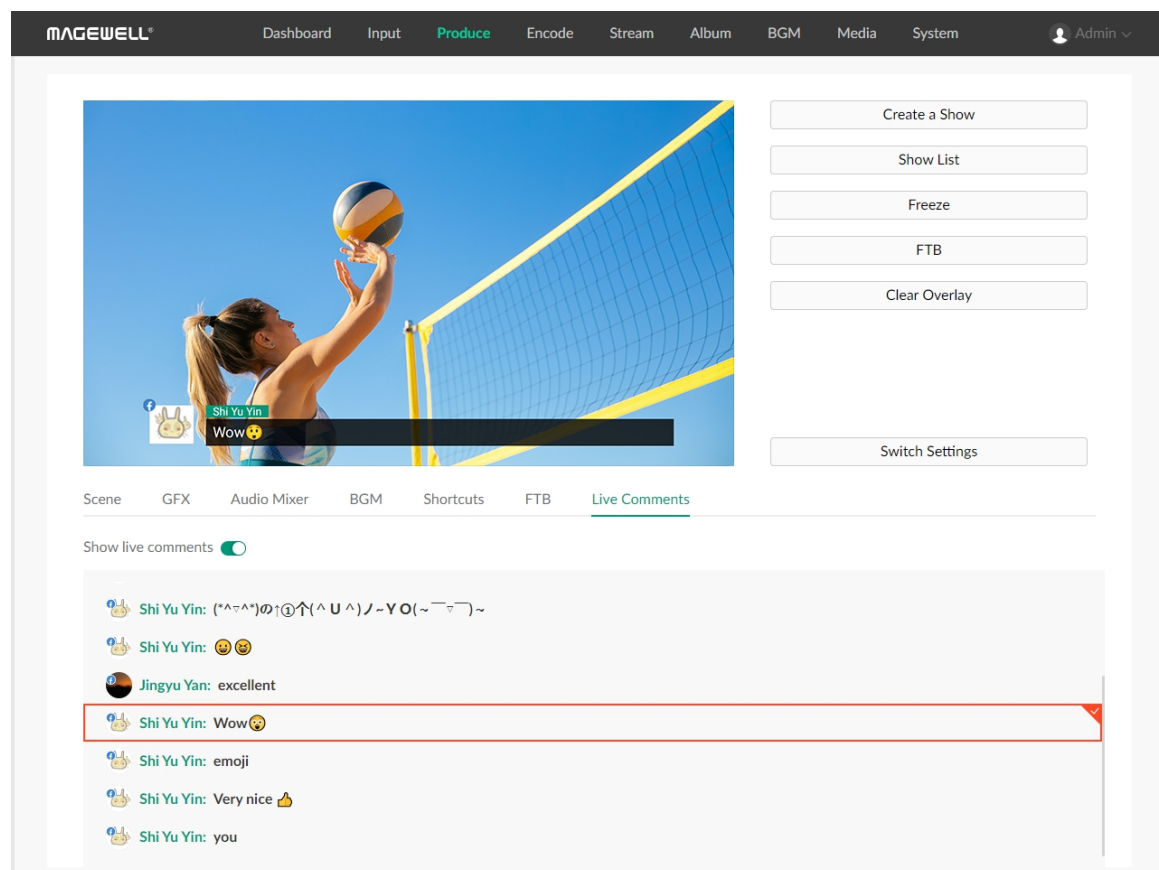 MAGEWELL®
Dashboard Input Produce Encode Stream Album BGM Media System Admin
Create a Show
Show List
Freeze
FTB
Clear Overlay
Shi Yu Yin
Wow😲
Switch Settings
Scene GFX Audio Mixer BGM Shortcuts FTB Live Comments
Show live comments
Shi Yu Yin: (*^▽^*)の↑①个(^ U ^)ノ~Y O(~￣▽￣)~
Shi Yu Yin: 😀😆
Jingyu Yan: excellent
Shi Yu Yin: Wow😲
Shi Yu Yin: emoji
Shi Yu Yin: Very nice 👍
Shi Yu Yin: you